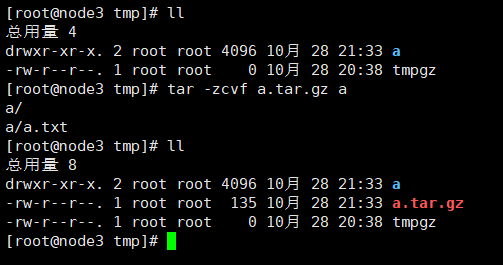 [root@node3 tmp]# ll
总用量 4
drwxr-xr-x. 2 root root 4096 10月 28 21:33 a
-rw-r--r--. 1 root root    0 10月 28 20:38 tmpgz
[root@node3 tmp]# tar -zcvf a.tar.gz a
a/
a/a.txt
[root@node3 tmp]# ll
总用量 8
drwxr-xr-x. 2 root root 4096 10月 28 21:33 a
-rw-r--r--. 1 root root  135 10月 28 21:33 a.tar.gz
-rw-r--r--. 1 root root    0 10月 28 20:38 tmpgz
[root@node3 tmp]#